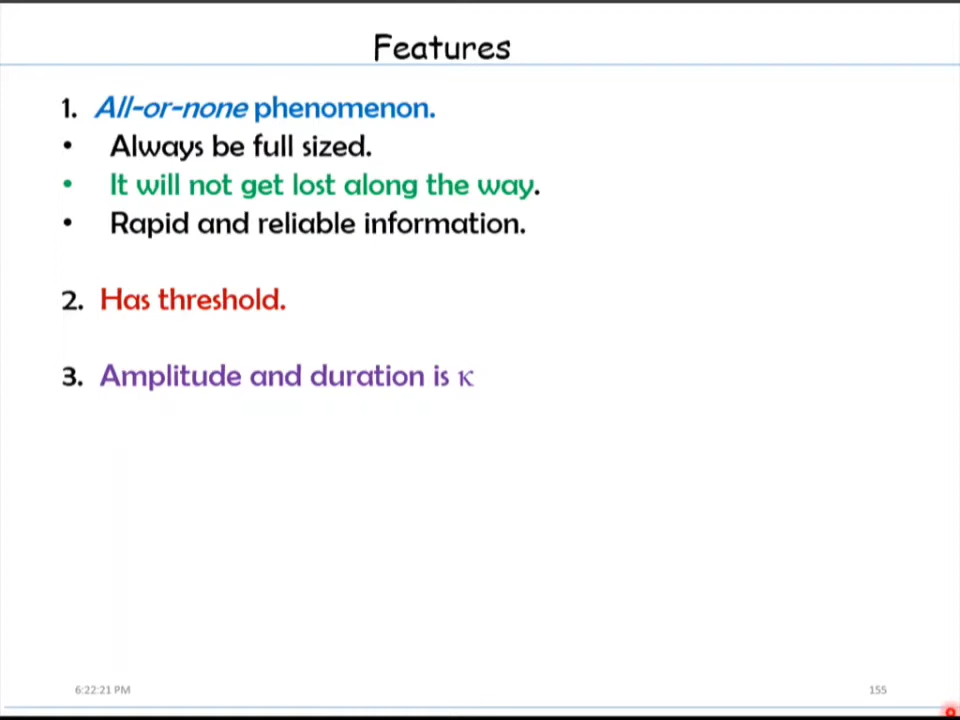 Features
1. All-or-none phenomenon.
• Always be full sized.
• It will not get lost along the way.
• Rapid and reliable information.
2. Has threshold.
3. Amplitude and duration is κ
6:22:21 PM
155